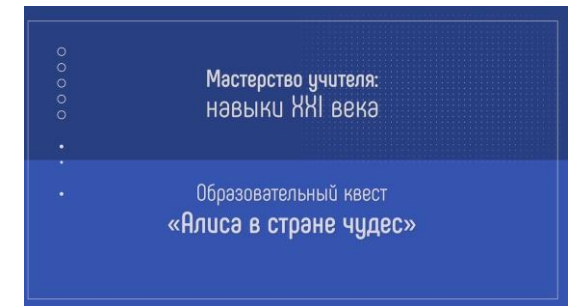 Мастерство учителя:
навыки XXI века
Образовательный квест
«Алиса в стране чудес»